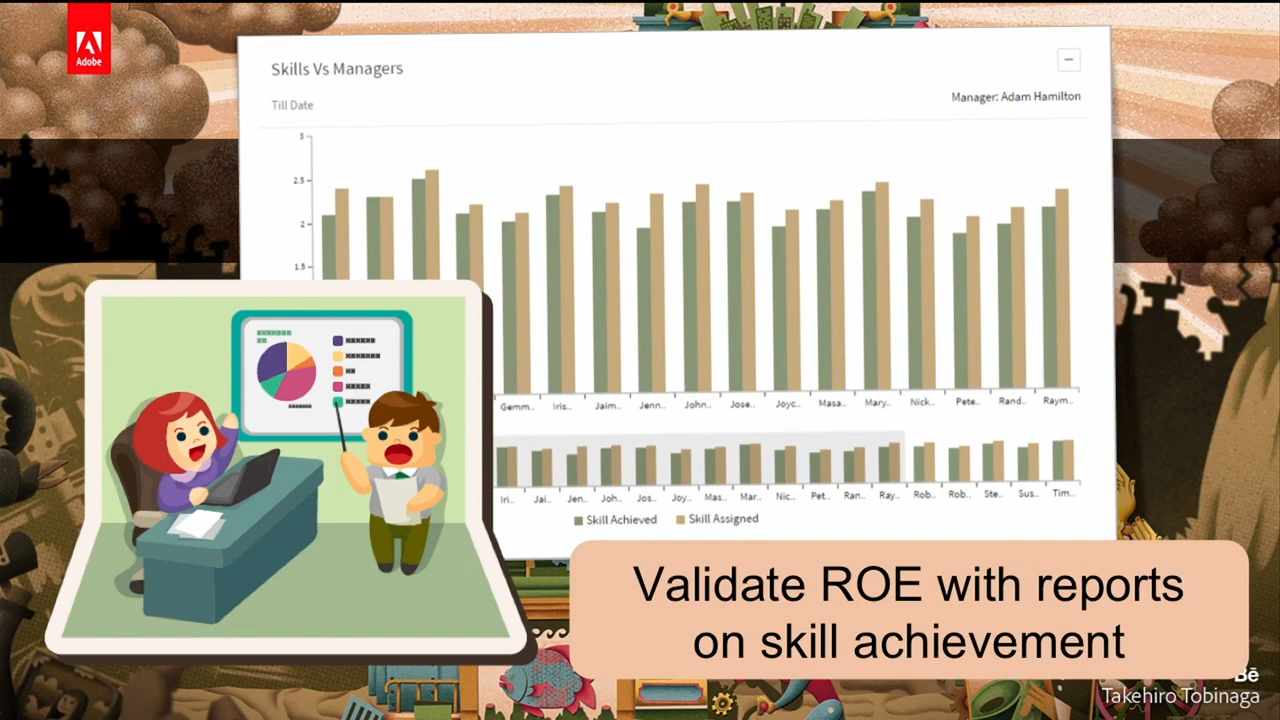 Adobe
Skills Vs Managers
Till Date
Manager: Adam Hamilton
3
2.5
2
1.5
Gemm..
Iris..
Jaim..
Jenn..
John..
Jose..
Joyc..
Masa..
Mary..
Nick..
Pete..
Rand..
Raym..
Iri..
Jai..
Jen..
Joh..
Jos..
Joy..
Mas..
Mar..
Nic..
Pet..
Ran..
Ray..
Rob..
Rob..
Ste..
Sus..
Tim..
Skill Achieved
Skill Assigned
Validate ROE with reports
on skill achievement
Bē
Takehiro Tobinaga